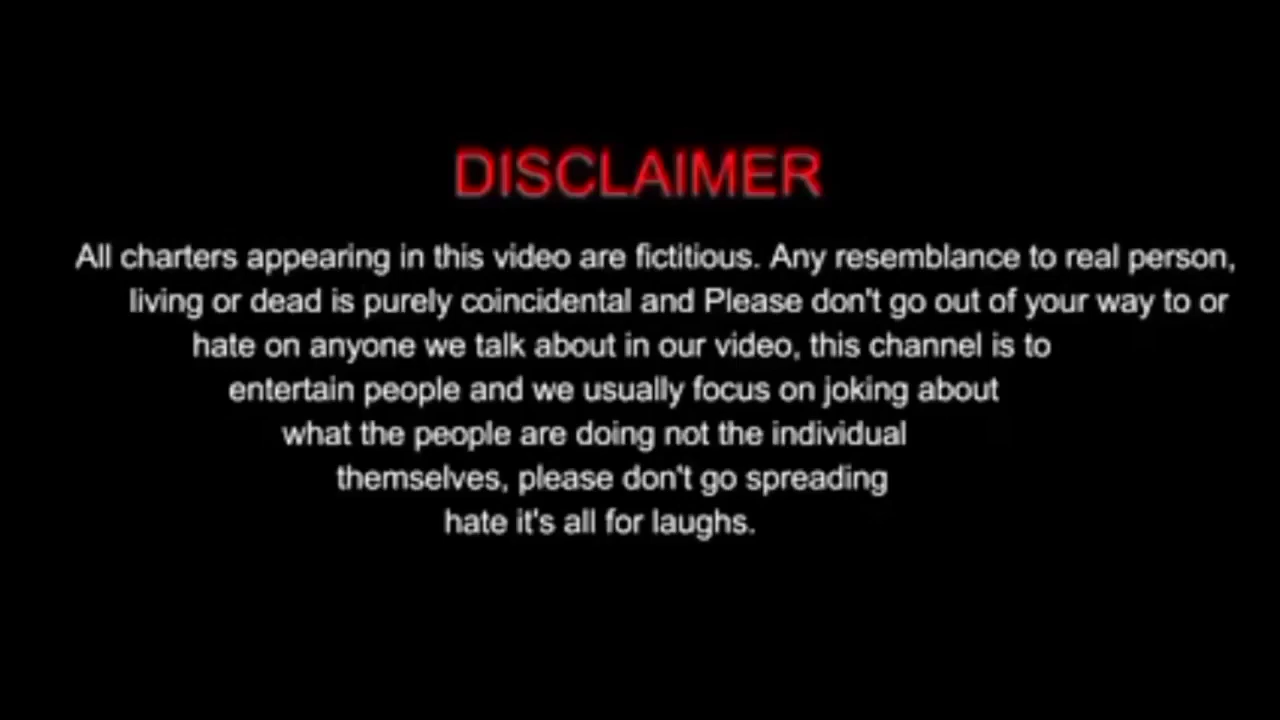 DISCLAIMER
All charters appearing in this video are fictitious. Any resemblance to real person,
living or dead is purely coincidental and Please don't go out of your way to or
hate on anyone we talk about in our video, this channel is to
entertain people and we usually focus on joking about
what the people are doing not the individual
themselves, please don't go spreading
hate it's all for laughs.